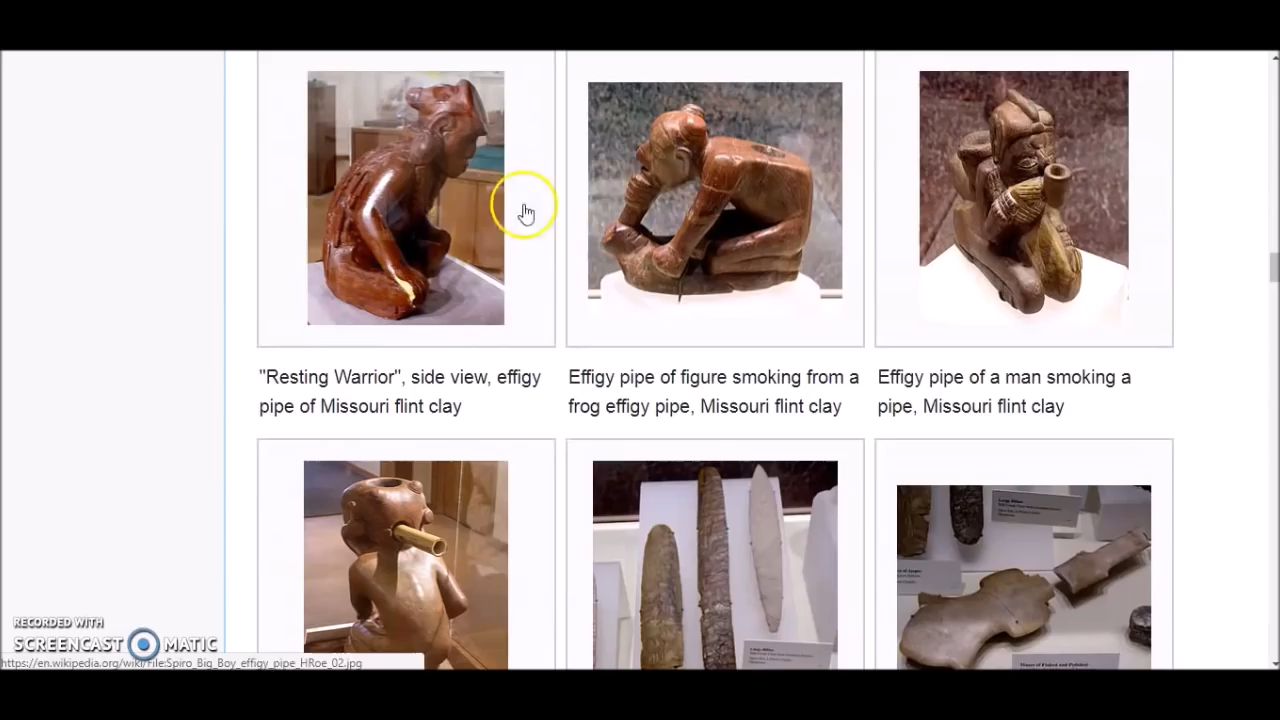 "Resting Warrior", side view, effigy
pipe of Missouri flint clay
Effigy pipe of figure smoking from a
frog effigy pipe, Missouri flint clay
Effigy pipe of a man smoking a
pipe, Missouri flint clay
RECORDED WITH
SCREENCAST MATIC
https://en.wikipedia.org/wiki/File:Spiro_Big_Boy_effigy_pipe_HRoe_02.jpg